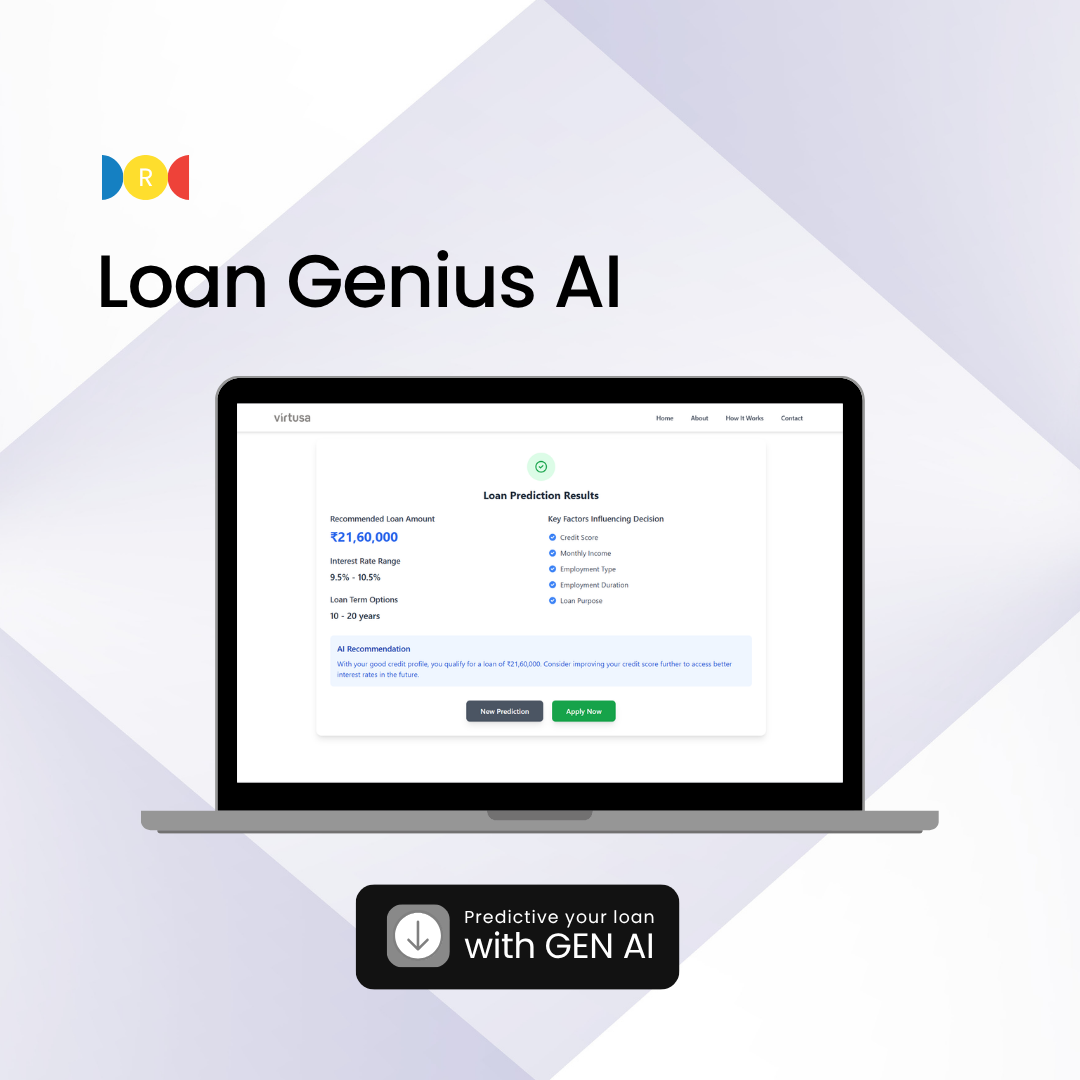 R
Loan Genius AI
virtusa
Home About How It Works Contact
Loan Prediction Results
Recommended Loan Amount
₹21,60,000
Interest Rate Range
9.5% - 10.5%
Loan Term Options
10 - 20 years
Key Factors Influencing Decision
Credit Score
Monthly Income
Employment Type
Employment Duration
Loan Purpose
AI Recommendation
With your good credit profile, you qualify for a loan of ₹21,60,000. Consider improving your credit score further to access better
interest rates in the future.
New Prediction Apply Now
Predictive your loan
with GEN AI